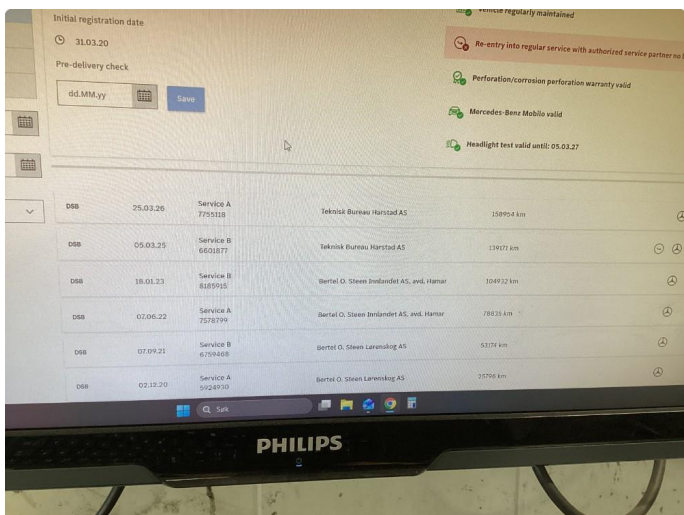 Initial registration date
31.03.20
Pre-delivery check
dd.MM.yy
Save
Vehicle regularly maintained
Re-entry into regular service with authorized service partner no
Perforation/corrosion perforation warranty valid
Mercedes-Benz Mobilo valid
Headlight test valid until: 05.03.27
DSB 25.03.26 Service A 7755118 Teknisk Bureau Harstad AS 158954 km
DSB 05.03.25 Service B 6601877 Teknisk Bureau Harstad AS 139177 km
DSB 18.01.23 Service B 8185915 Bertel O. Steen Innlandet AS, avd. Hamar 104932 km
DSB 07.06.22 Service A 7578799 Bertel O. Steen Innlandet AS, avd. Hamar 78835 km
DSB 07.09.21 Service B 6759468 Bertel O. Steen Lørenskog AS 53174 km
DSB 02.12.20 Service A 5924930 Bertel O. Steen Lørenskog AS 25796 km
Søk
PHILIPS